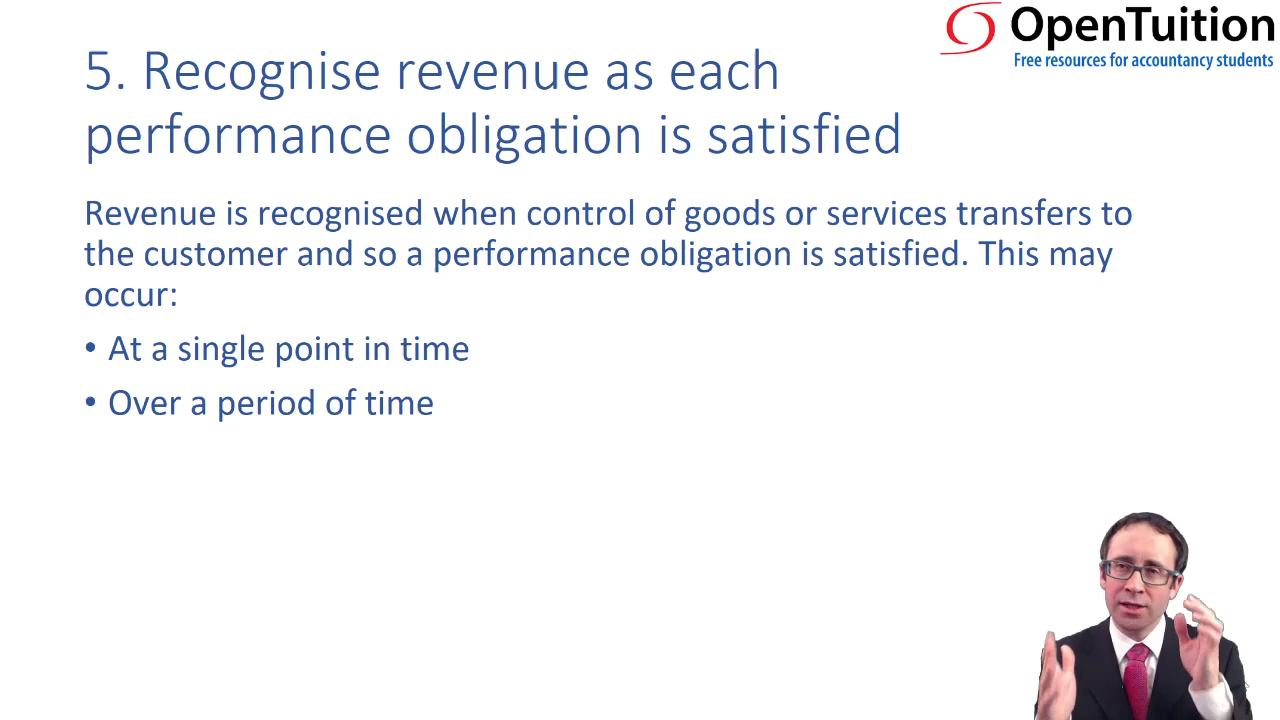 OpenTuition
Free resources for accountancy students
5. Recognise revenue as each
performance obligation is satisfied
Revenue is recognised when control of goods or services transfers to
the customer and so a performance obligation is satisfied. This may
occur:
• At a single point in time
• Over a period of time